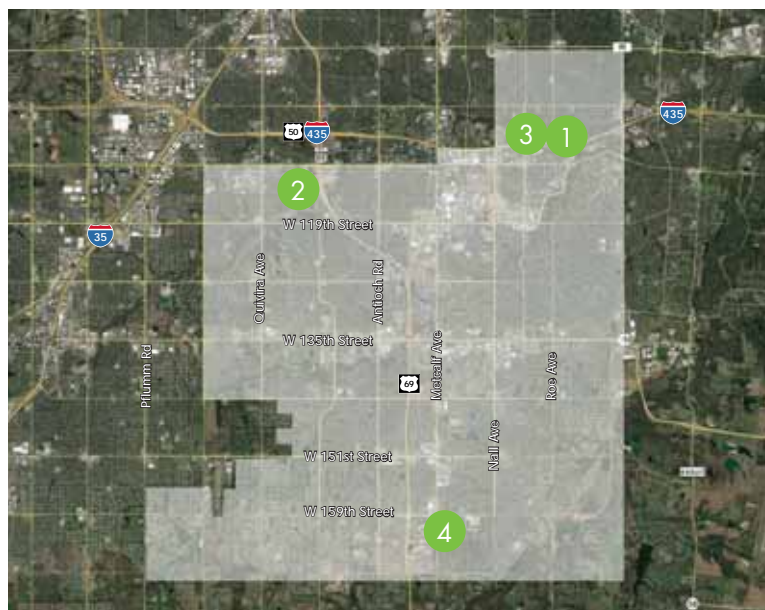 435
50
435
3
1
2
W 119th Street
35
Quivira Ave
Antioch Rd
W 135th Street
Metcalf Ave
Pflumm Rd
69
Roe Ave
Nall Ave
W 151st Street
W 159th Street
4